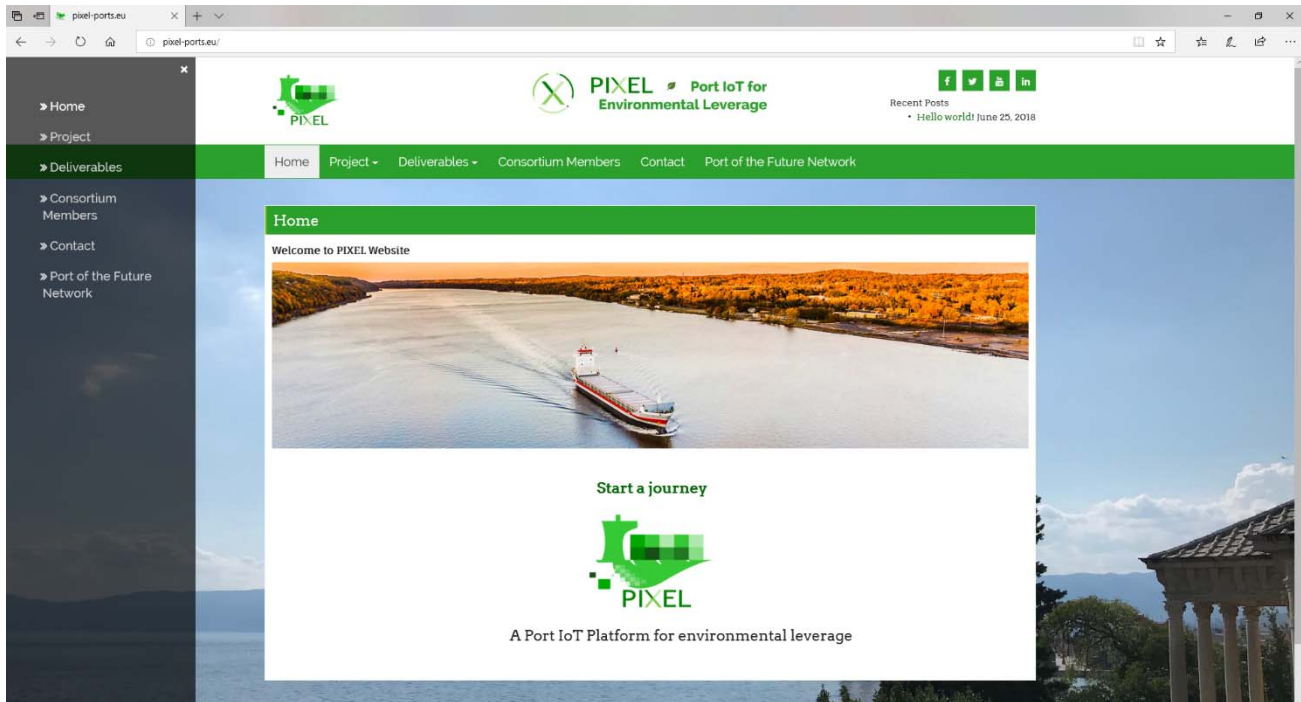 pixel-ports.eu
pixel-ports.eu/
Home
Project
Deliverables
Consortium
Members
Contact
Port of the Future
Network
PIXEL
PIXEL Port IoT for
Environmental Leverage
Recent Posts
Hello world! June 25, 2018
Home Project Deliverables Consortium Members Contact Port of the Future Network
Home
Welcome to PIXEL Website
Start a journey
PIXEL
A Port IoT Platform for environmental leverage